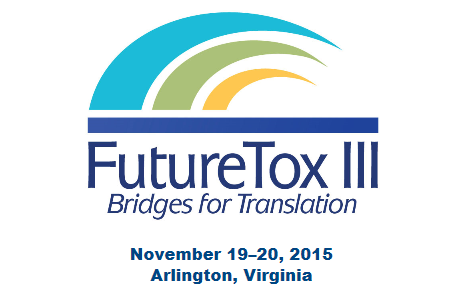 FutureTox III
Bridges for Translation
November 19–20, 2015
Arlington, Virginia